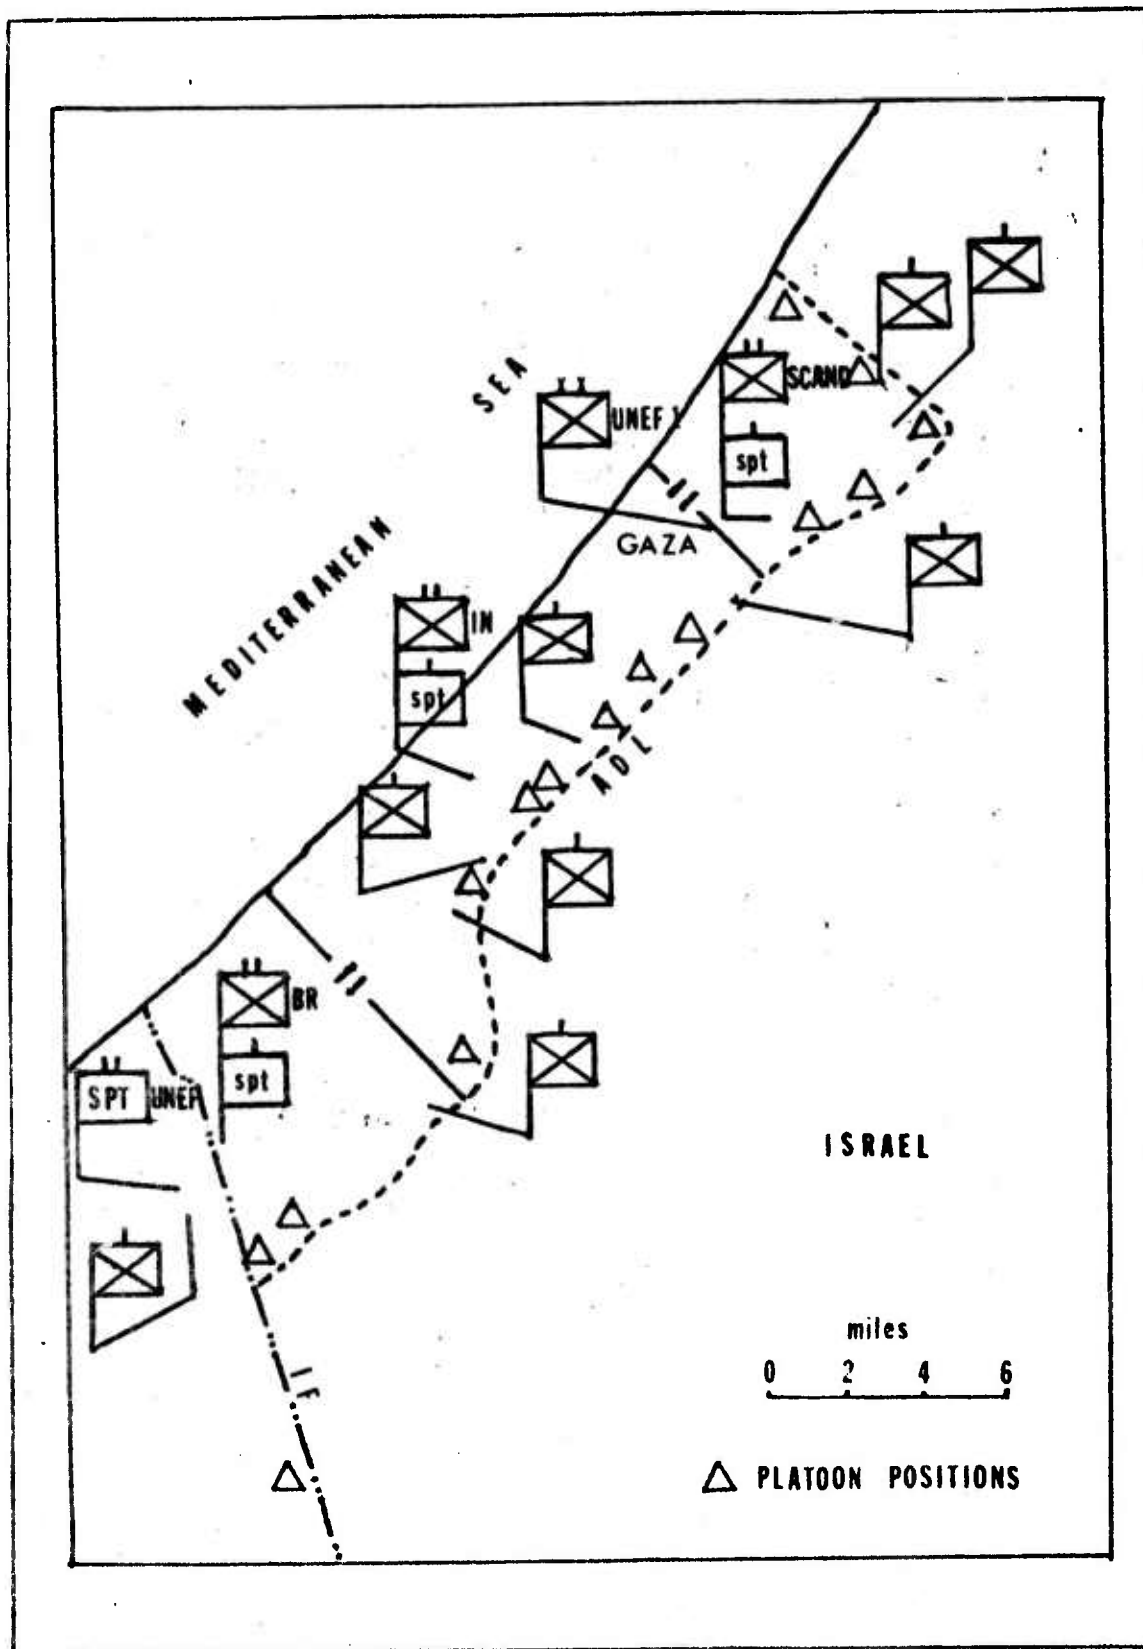 SEA
UNEF I
SCAND
spt
GAZA
MEDITERRANEAN
IN
spt
ADL
BR
spt
SPT UNEF
ISRAEL
IF
miles
0 2 4 6
PLATOON POSITIONS